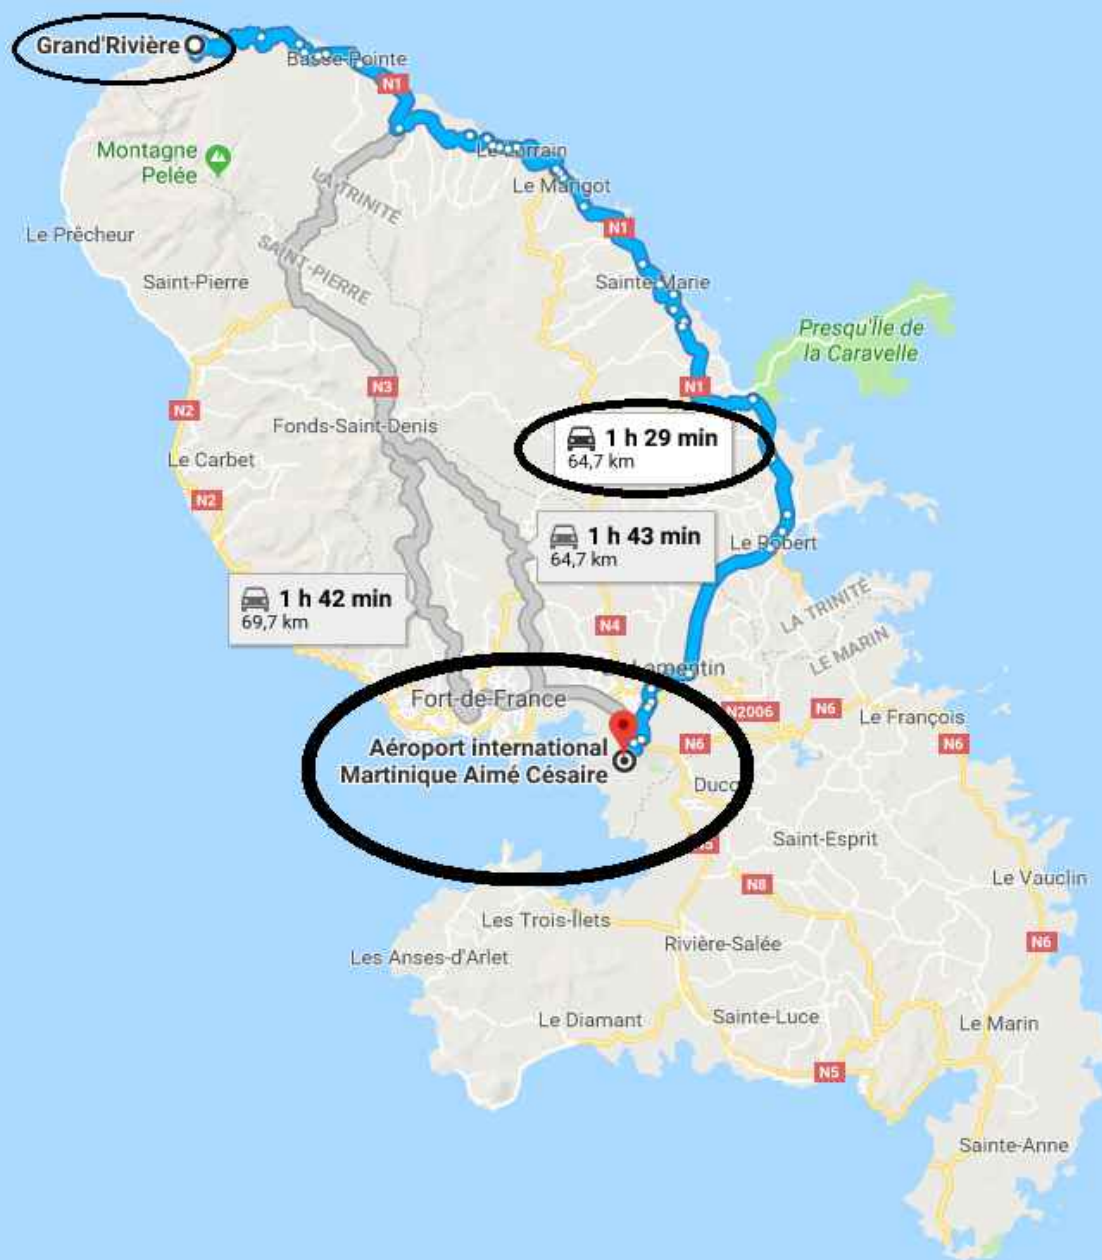 Grand'Rivière
Basse-Pointe
N1
Montagne
Pelée
Le Lorrain
Le Marigot
LA TRINITÉ
SAINT-PIERRE
Le Prêcheur
N1
Saint-Pierre
Sainte-Marie
Presqu'Île de
la Caravelle
N3
N1
N2
Fonds-Saint-Denis
1 h 29 min
64,7 km
Le Carbet
N2
1 h 43 min
64,7 km
Le Robert
1 h 42 min
69,7 km
N4
LA TRINITÉ
LE MARIN
Lamentin
Fort-de-France
N2006
N6
Le François
Aéroport international
Martinique Aimé Césaire
N6
N6
Ducos
Saint-Esprit
N5
N8
Le Vauclin
Les Trois-Îlets
Rivière-Salée
N6
Les Anses-d'Arlet
Le Diamant
Sainte-Luce
Le Marin
N5
Sainte-Anne